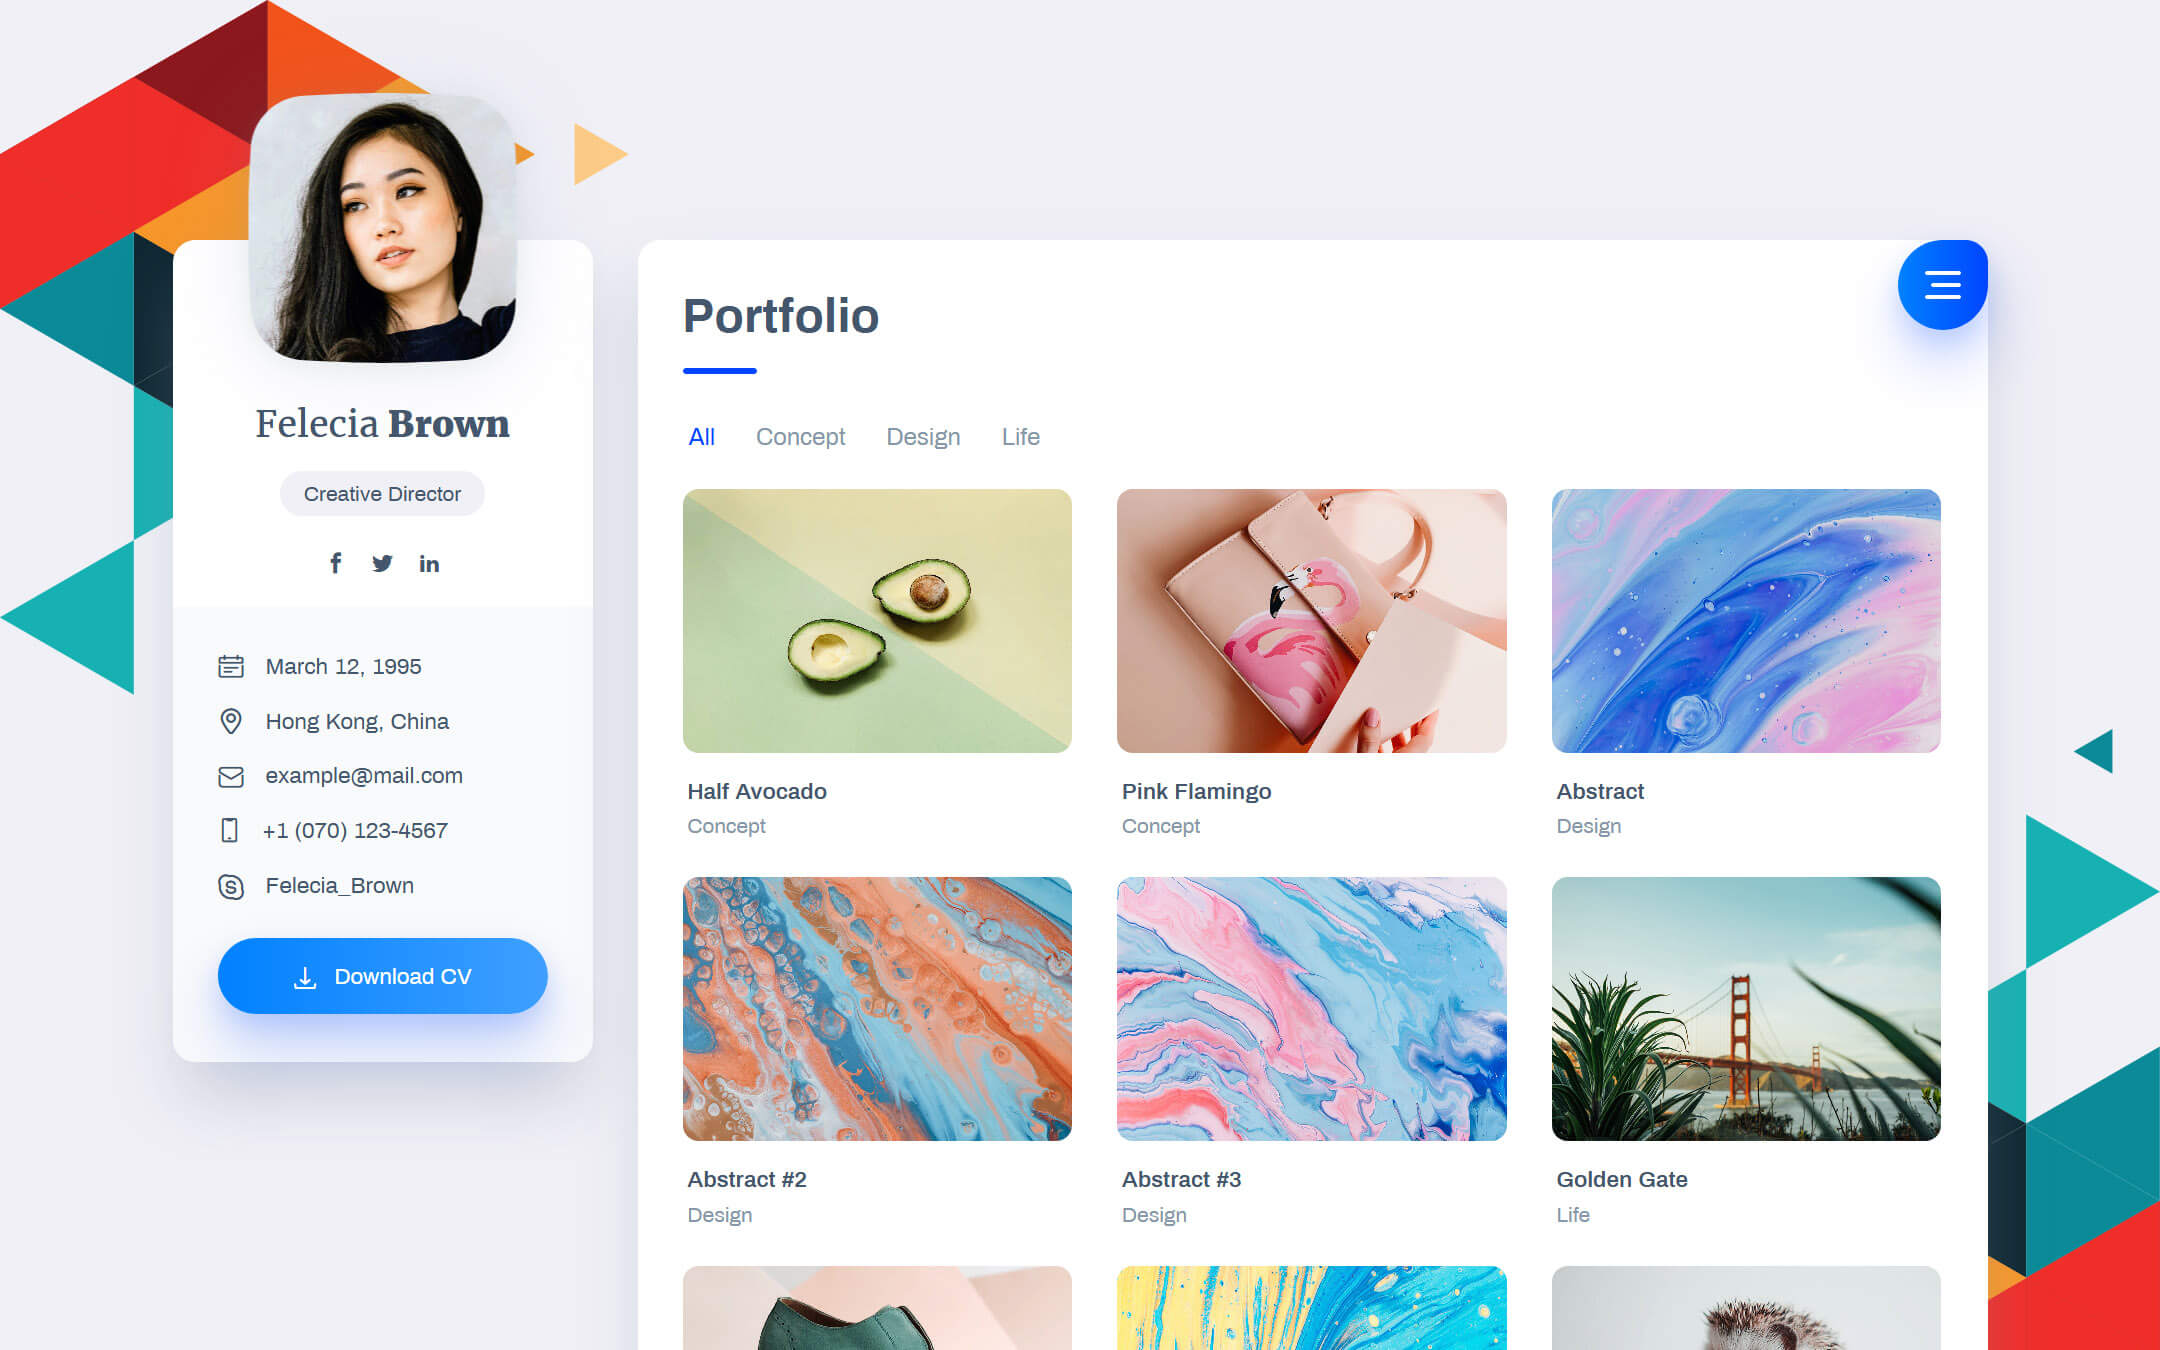 Felecia Brown
Creative Director
March 12, 1995
Hong Kong, China
example@mail.com
+1 (070) 123-4567
Felecia_Brown
Download CV
Portfolio
All Concept Design Life
Half Avocado
Concept
Pink Flamingo
Concept
Abstract
Design
Abstract #2
Design
Abstract #3
Design
Golden Gate
Life